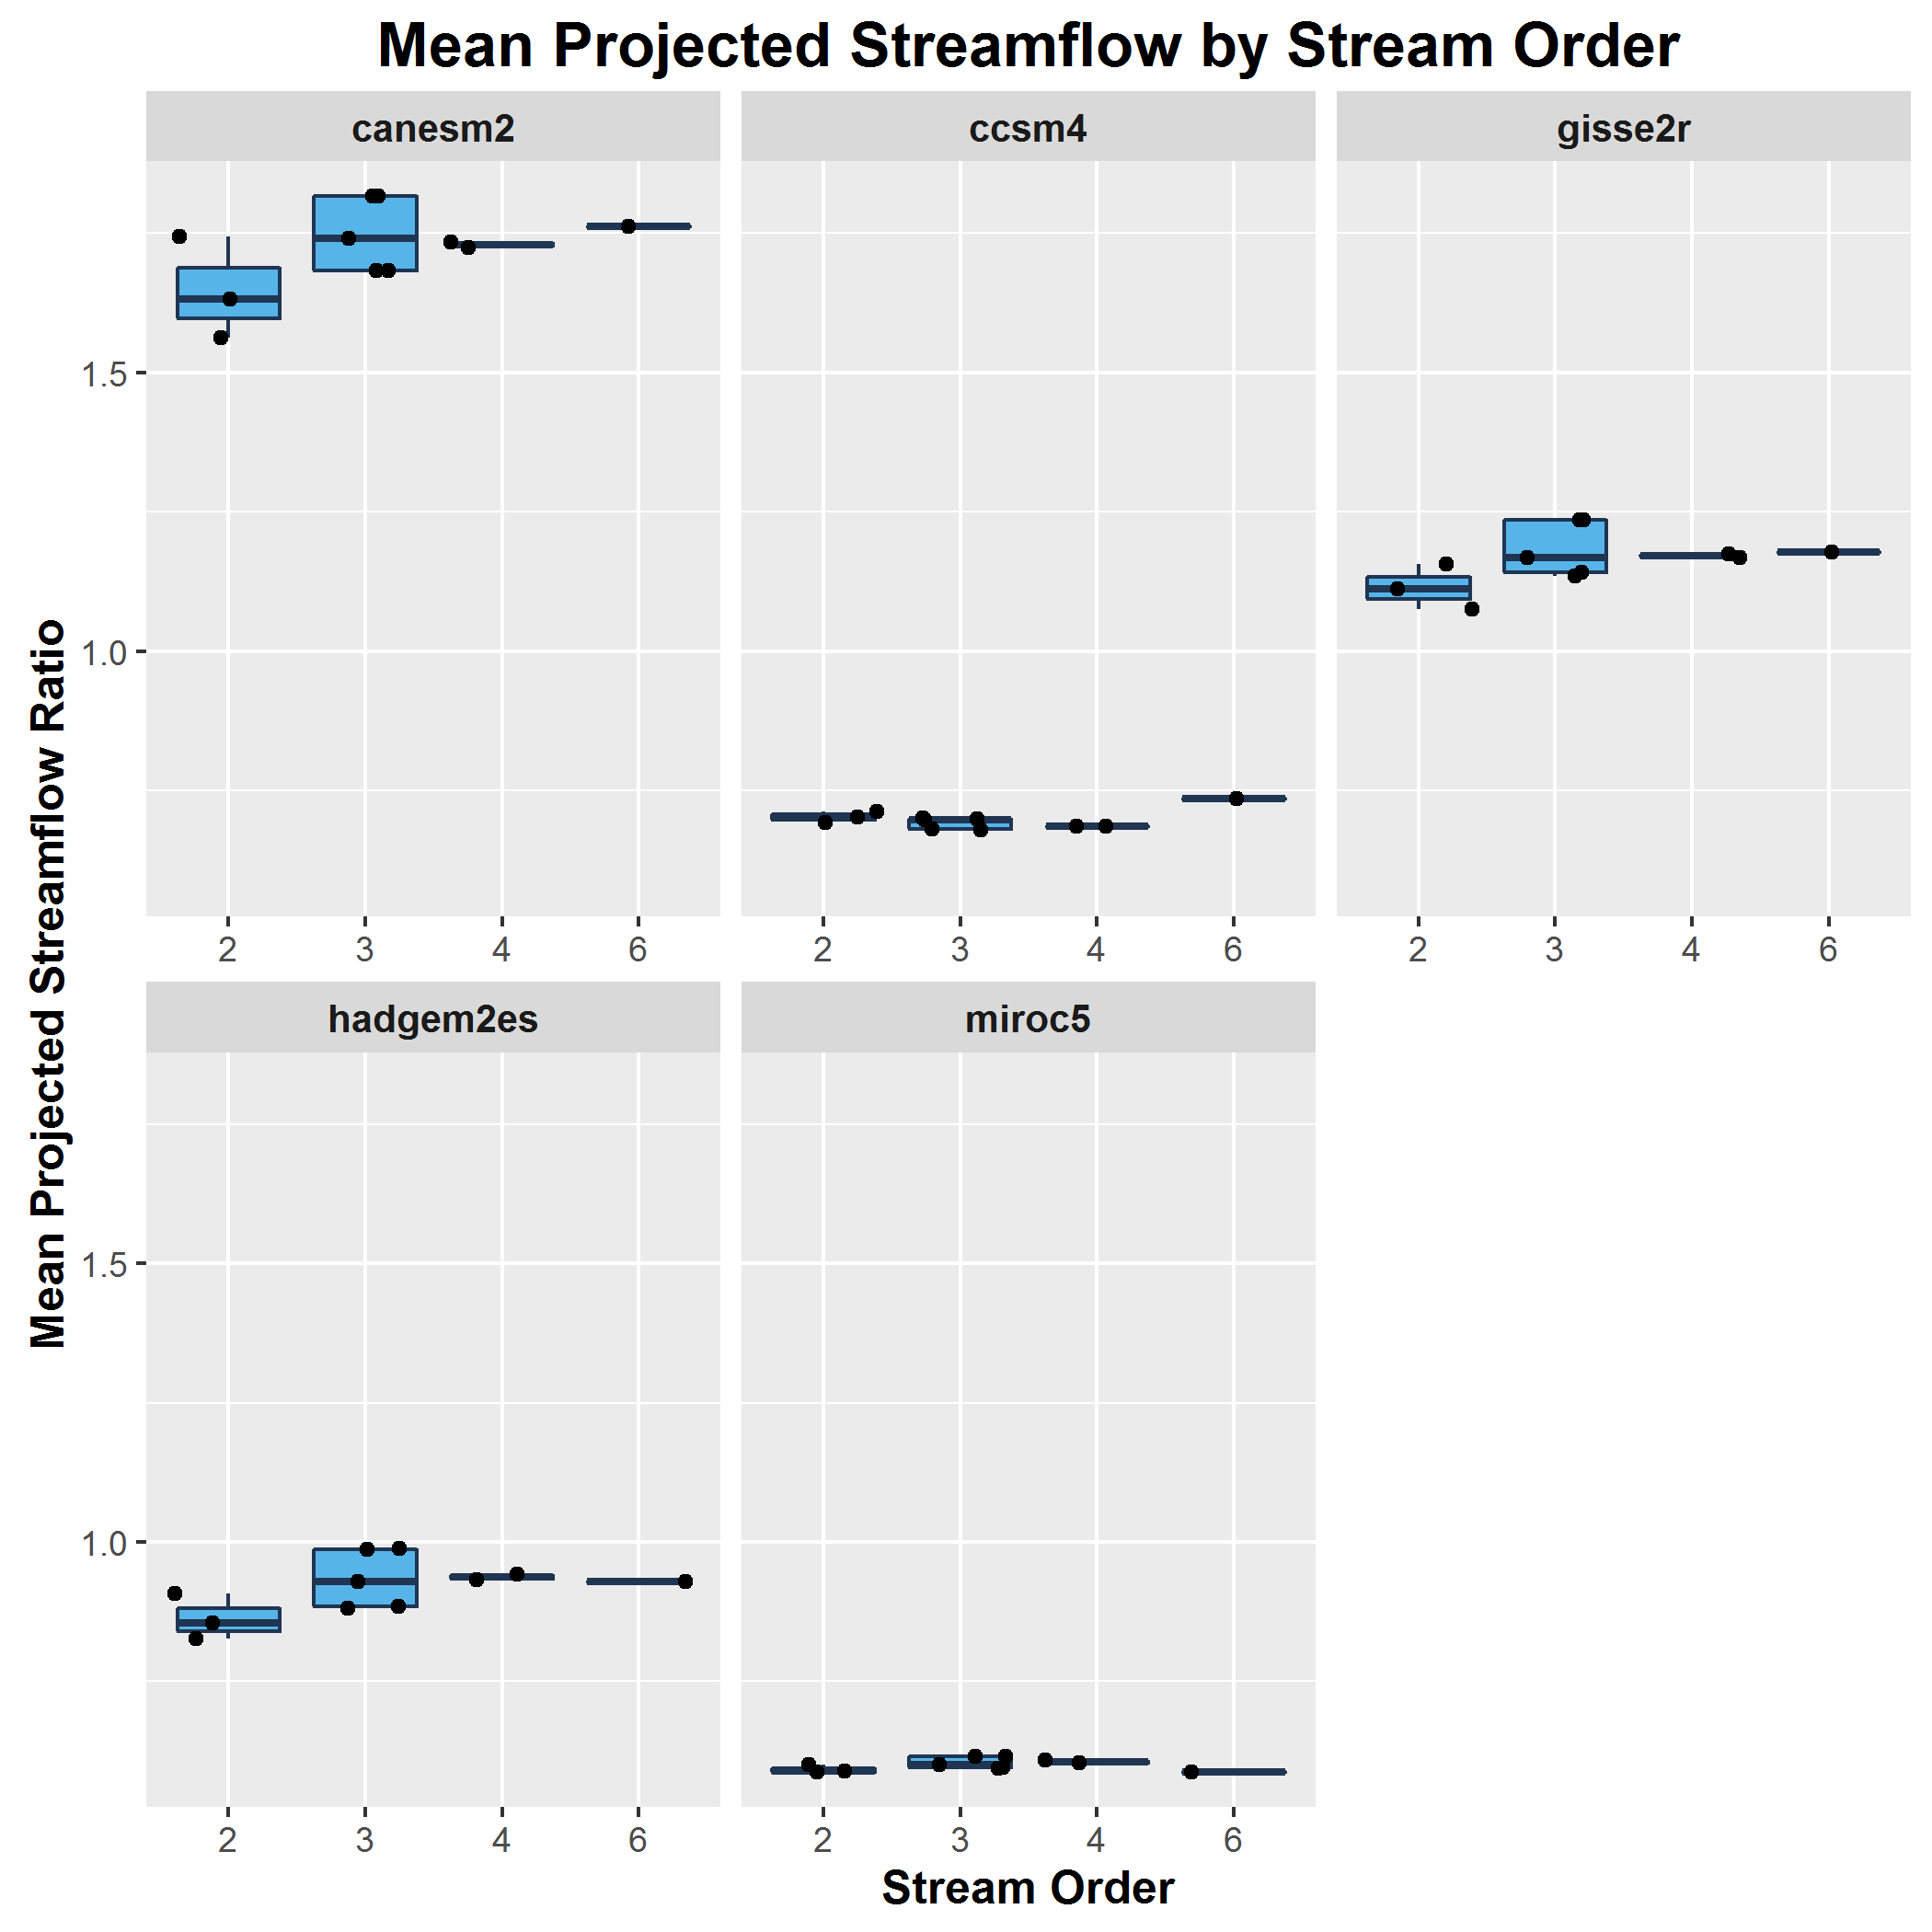 Mean Projected Streamflow by Stream Order
canesm2
ccsm4
gisse2r
1.5
1.0
2 3 4 6
2 3 4 6
2 3 4 6
Mean Projected Streamflow Ratio
hadgem2es
miroc5
1.5
1.0
2 3 4 6
2 3 4 6
Stream Order